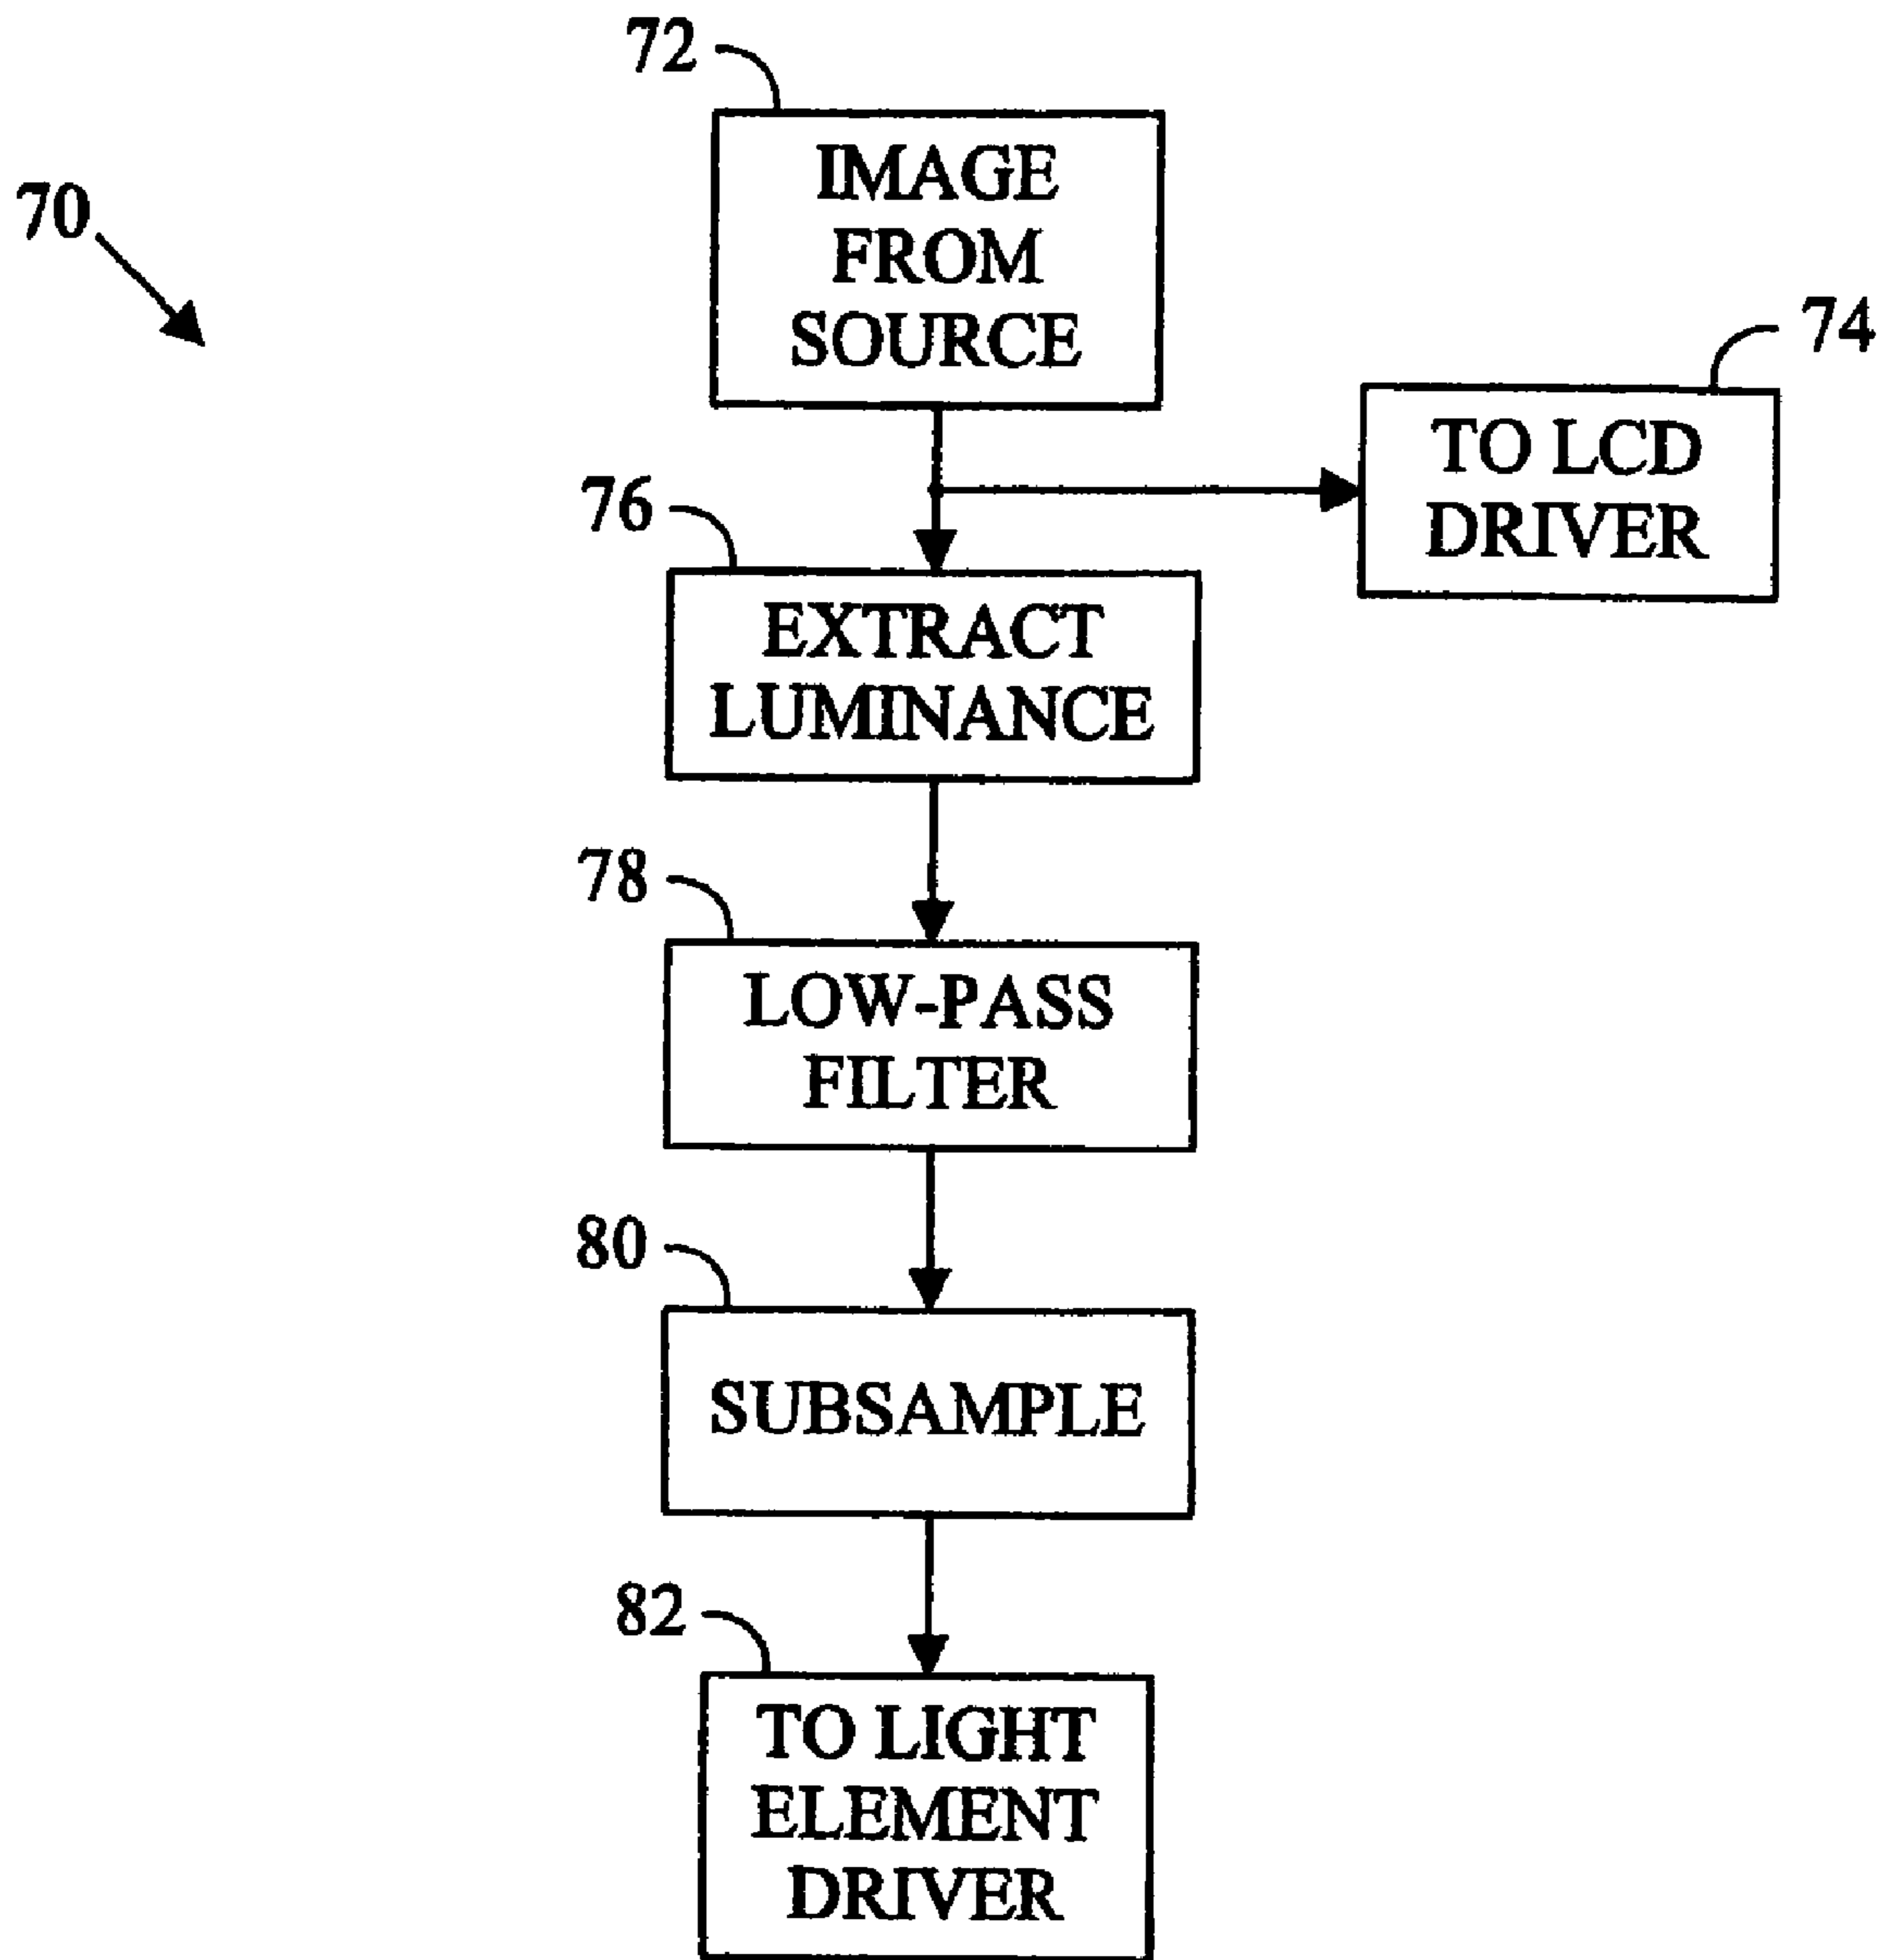 72
IMAGE
FROM
SOURCE
70
74
TO LCD
DRIVER
76
EXTRACT
LUMINANCE
78
LOW-PASS
FILTER
80
SUBSAMPLE
82
TO LIGHT
ELEMENT
DRIVER